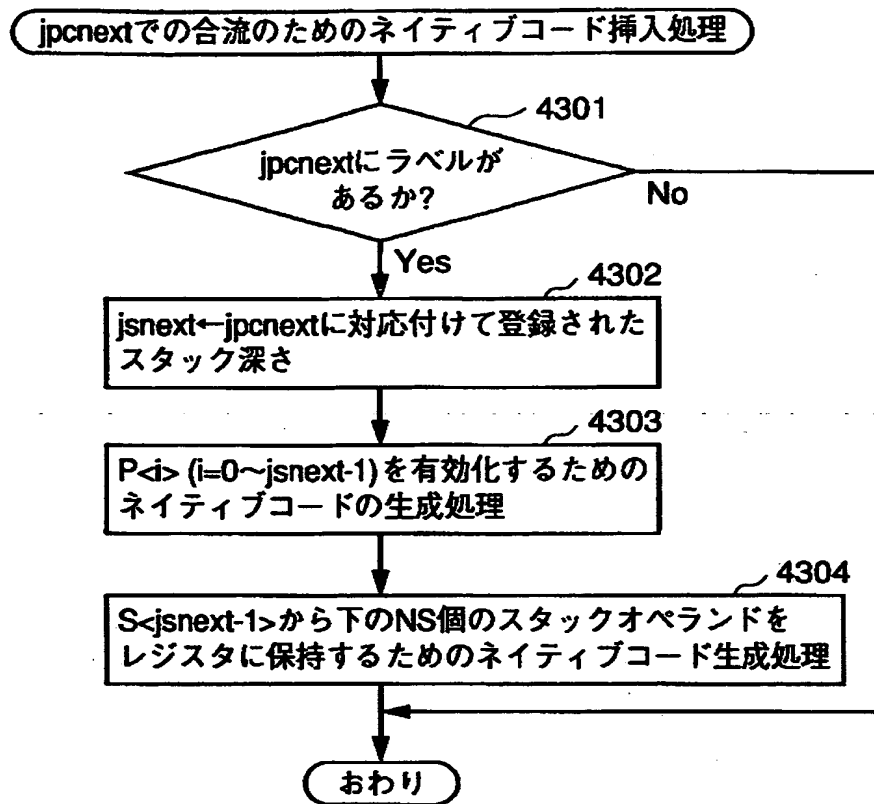 jpcnextでの合流のためのネイティブコード挿入処理
4301
jpcnextにラベルが
あるか?
No
Yes
4302
jsnext←jpcnextに対応付けて登録された
スタック深さ
4303
P<i> (i=0〜jsnext-1)を有効化するための
ネイティブコードの生成処理
4304
S<jsnext-1>から下のNS個のスタックオペランドを
レジスタに保持するためのネイティブコード生成処理
おわり